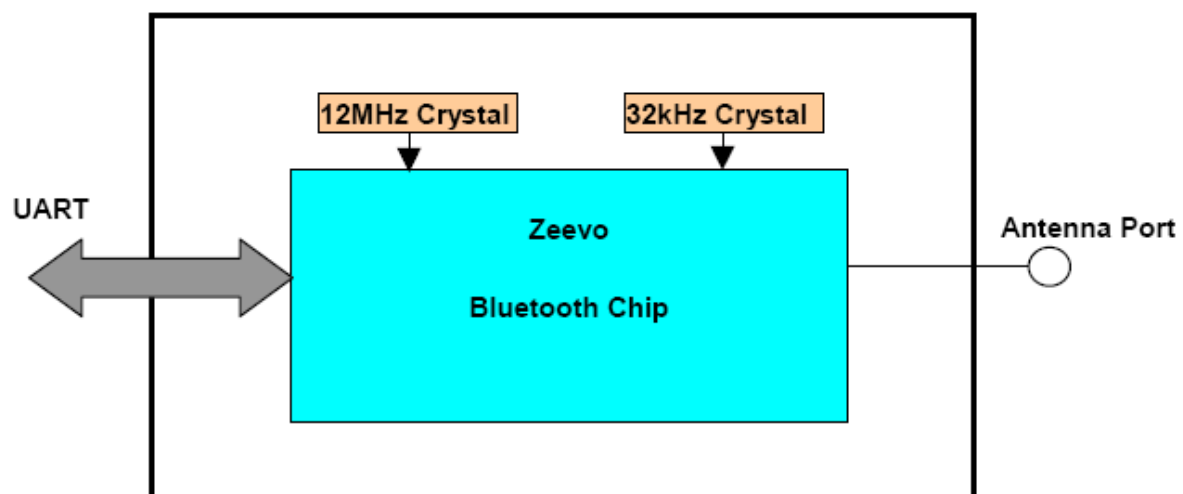 12MHz Crystal
32kHz Crystal
UART
Zeevo
Antenna Port
Bluetooth Chip